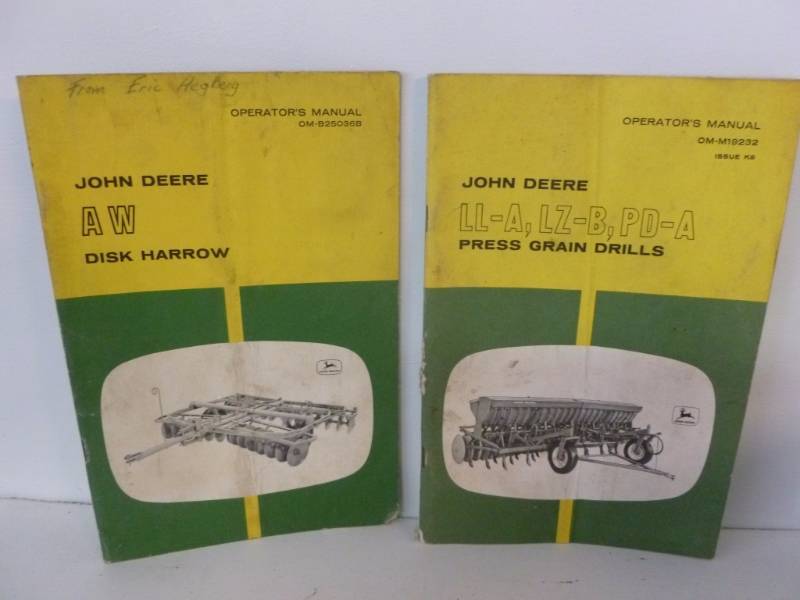 From Eric Hegberg
OPERATOR'S MANUAL
OM-B25036B
JOHN DEERE
AW
DISK HARROW
OPERATOR'S MANUAL
OM-M19232
ISSUE K8
JOHN DEERE
LL-A, LZ-B, PD-A
PRESS GRAIN DRILLS